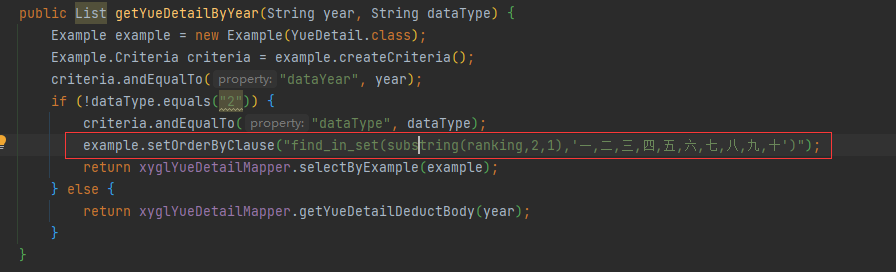 public List getYueDetailByYear(String year, String dataType) {
Example example = new Example(YueDetail.class);
Example.Criteria criteria = example.createCriteria();
criteria.andEqualTo( property: "dataYear", year);
if (!dataType.equals("2")) {
criteria.andEqualTo( property: "dataType", dataType);
example.setOrderByClause("find_in_set(substring(ranking,2,1),'一,二,三,四,五,六,七,八,九,十')");
return xyglYueDetailMapper.selectByExample(example);
} else {
return xyglYueDetailMapper.getYueDetailDeductBody(year);
}
}